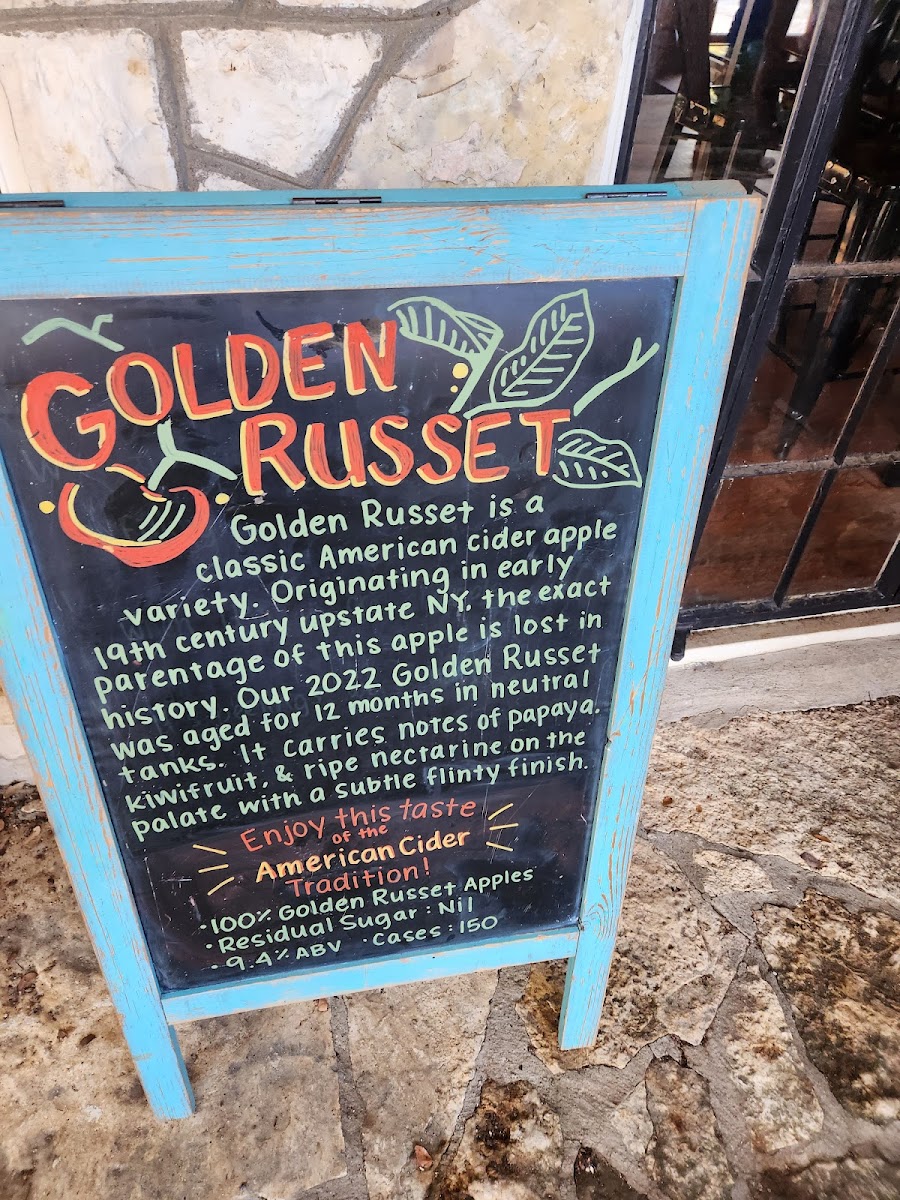 GOLDEN
RUSSET
Golden Russet is a
classic American cider apple
variety. Originating in early
19th century upstate NY. the exact
parentage of this apple is lost in
history. Our 2022 Golden Russet
was aged for 12 months in neutral
tanks. It carries notes of papaya.
kiwifruit, & ripe nectarine on the
palate with a subtle flinty finish.
Enjoy this taste
of the
American Cider
Tradition!
· 100% Golden Russet Apples
· Residual Sugar : Nil
· 9.4% ABV · Cases : 150